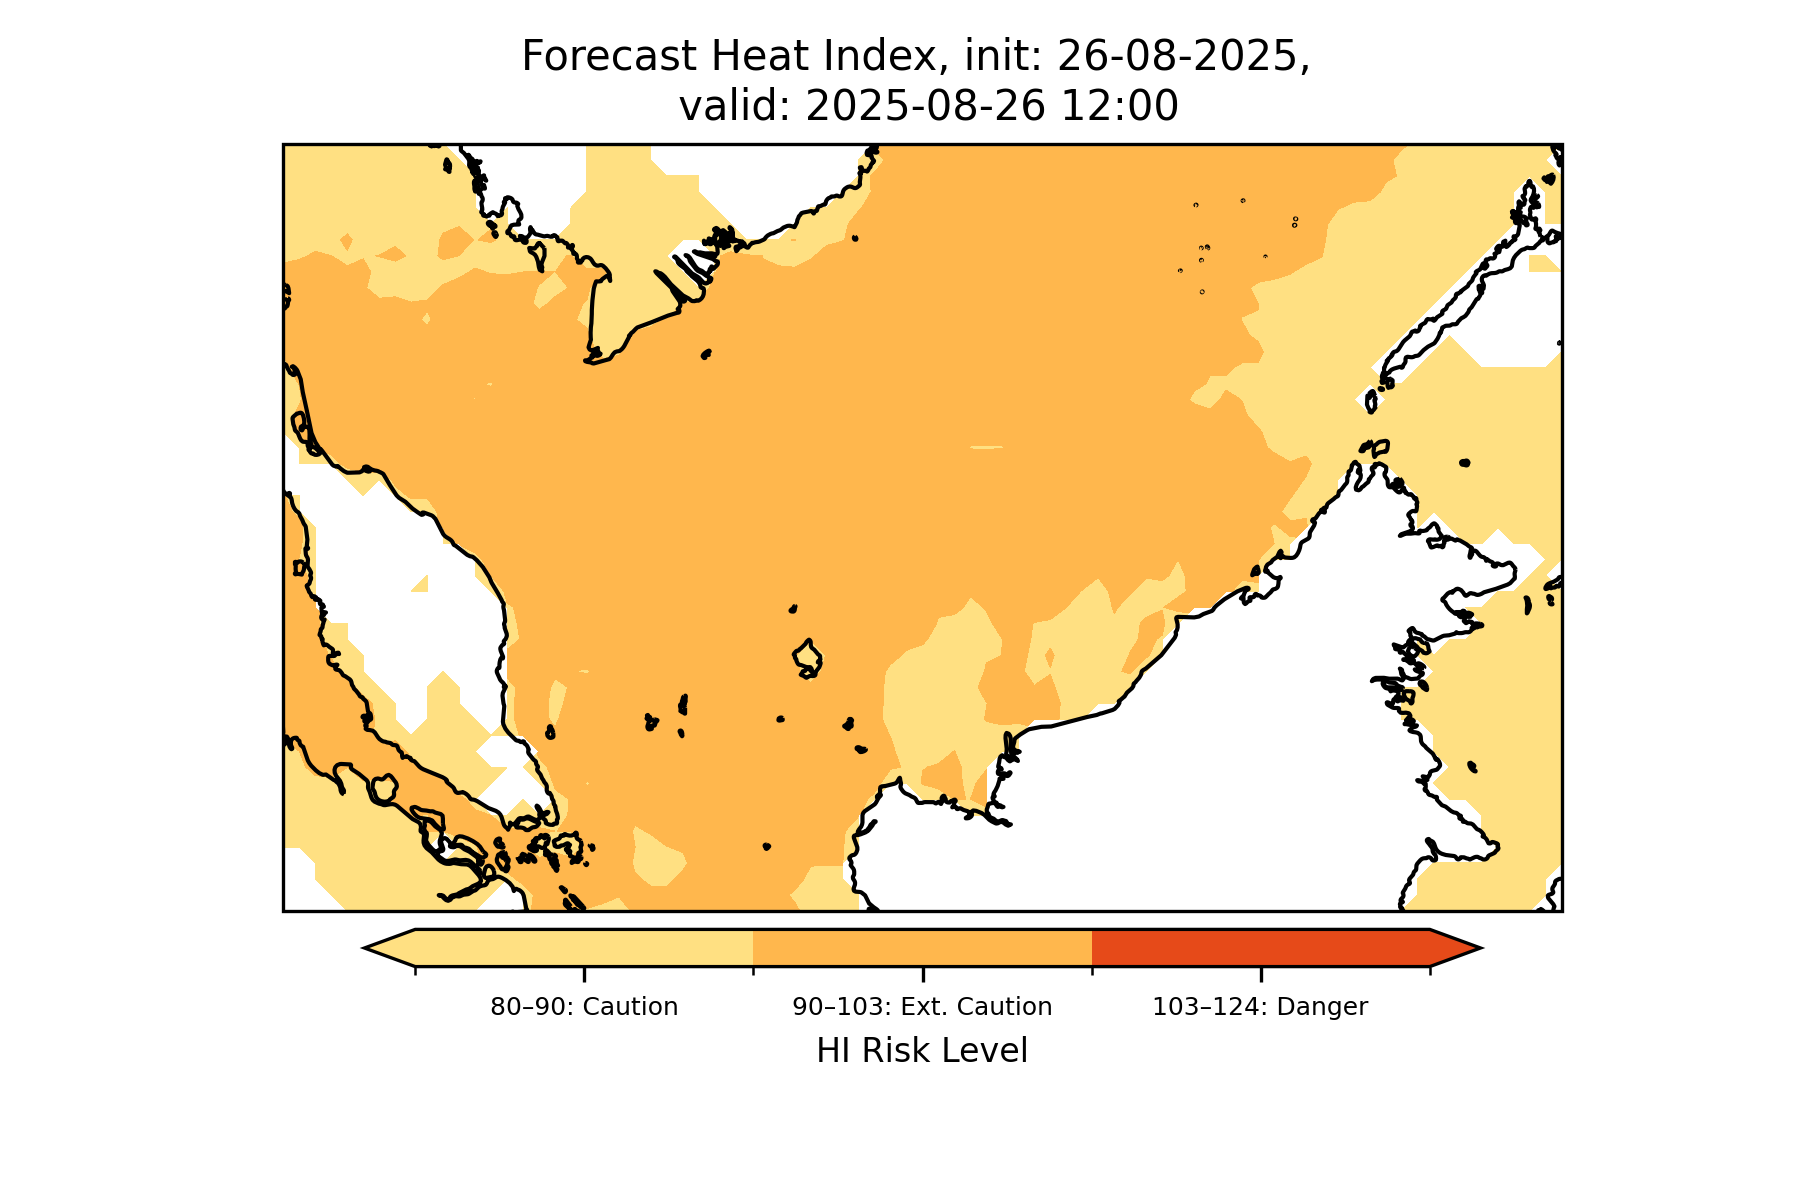 Forecast Heat Index, init: 26-08-2025,
valid: 2025-08-26 12:00
80–90: Caution
90–103: Ext. Caution
103–124: Danger
HI Risk Level